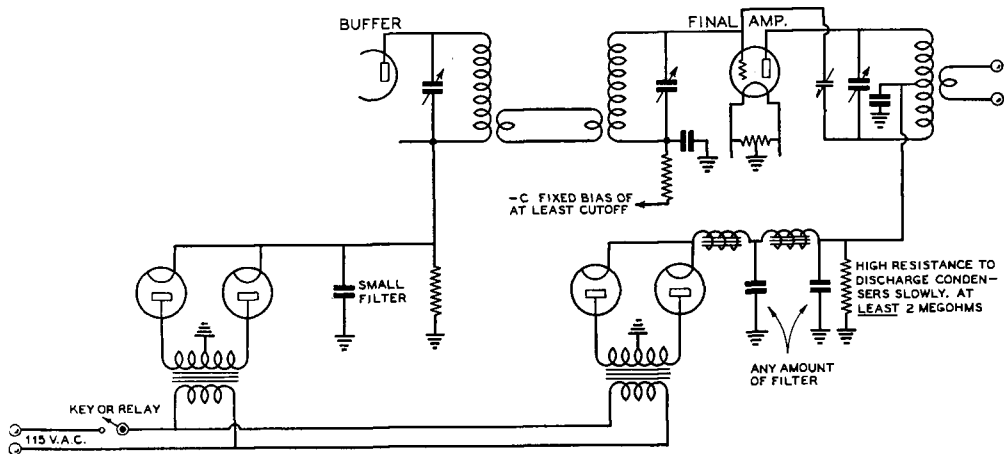 BUFFER
FINAL AMP.
-C FIXED BIAS OF
AT LEAST CUTOFF
SMALL
FILTER
HIGH RESISTANCE TO
DISCHARGE CONDEN-
SERS SLOWLY. AT
LEAST 2 MEGOHMS
ANY AMOUNT
OF FILTER
KEY OR RELAY
115 V.A.C.